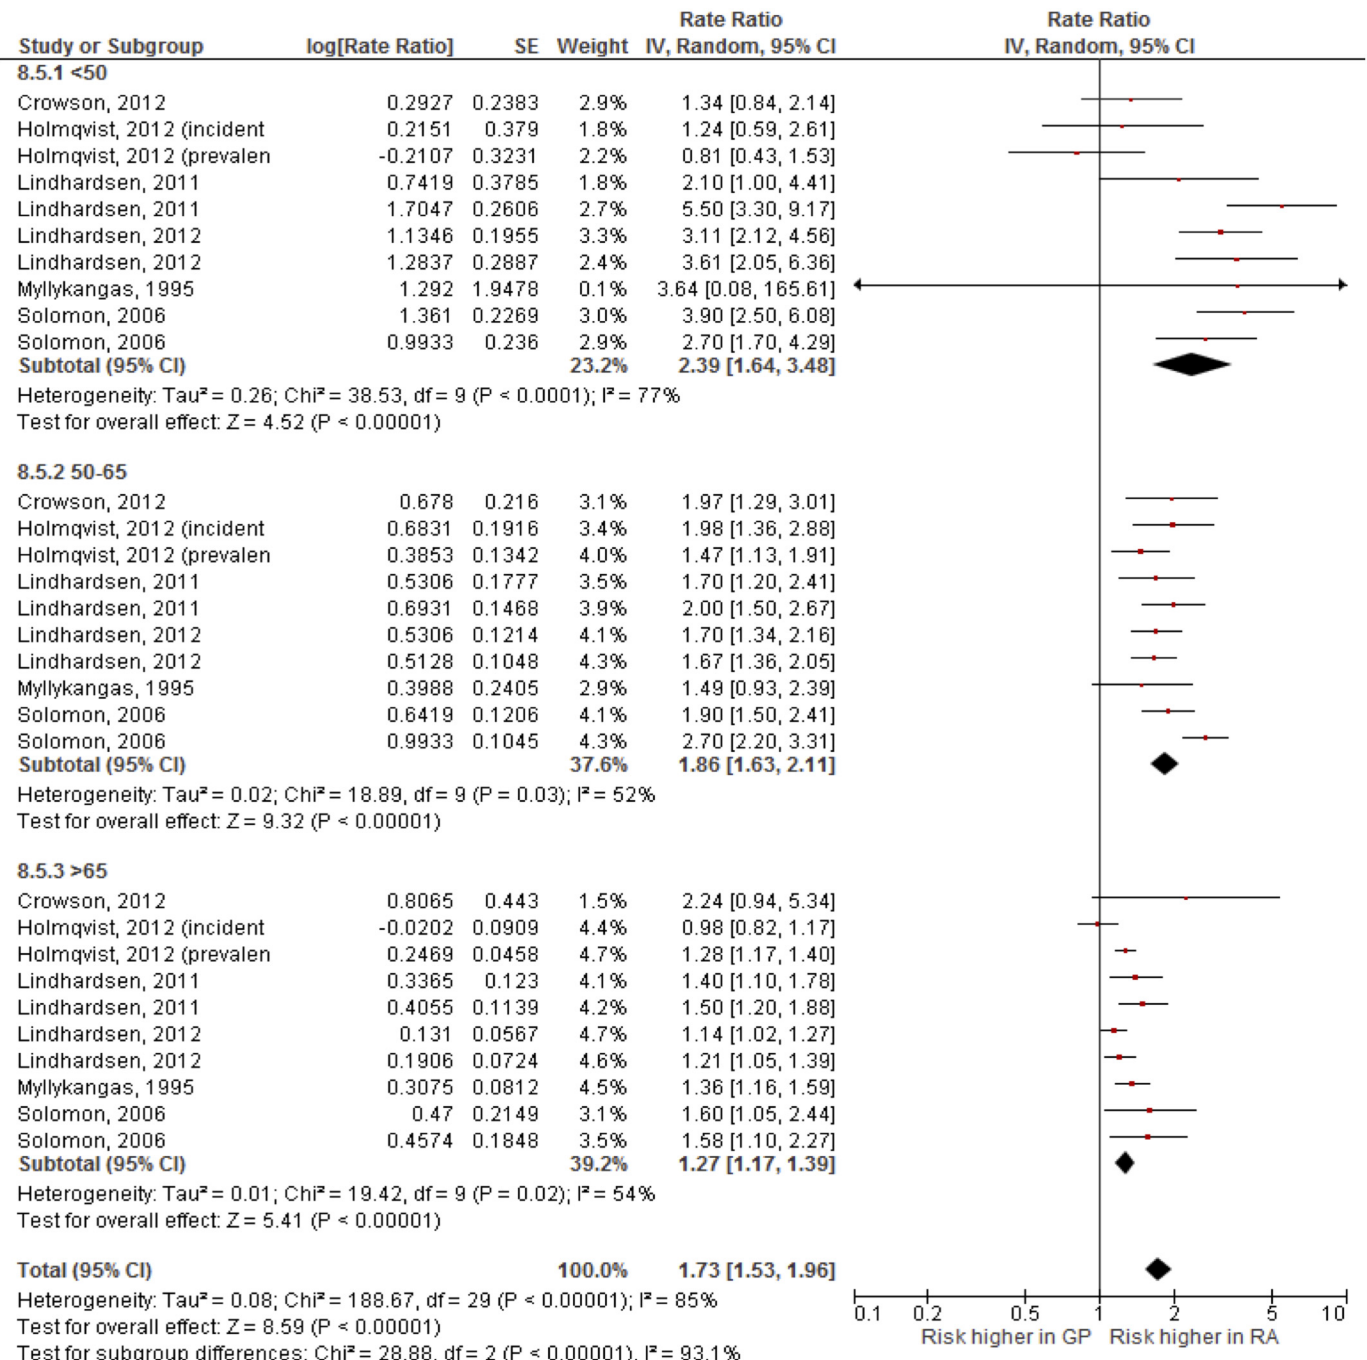 Rate Ratio Rate Ratio
Study or Subgroup log[Rate Ratio] SE Weight IV, Random, 95% CI IV, Random, 95% CI
8.5.1 <50
Crowson, 2012 0.2927 0.2383 2.9% 1.34 [0.84, 2.14]
Holmqvist, 2012 (incident 0.2151 0.379 1.8% 1.24 [0.59, 2.61]
Holmqvist, 2012 (prevalen -0.2107 0.3231 2.2% 0.81 [0.43, 1.53]
Lindhardsen, 2011 0.7419 0.3785 1.8% 2.10 [1.00, 4.41]
Lindhardsen, 2011 1.7047 0.2606 2.7% 5.50 [3.30, 9.17]
Lindhardsen, 2012 1.1346 0.1955 3.3% 3.11 [2.12, 4.56]
Lindhardsen, 2012 1.2837 0.2887 2.4% 3.61 [2.05, 6.36]
Myllykangas, 1995 1.292 1.9478 0.1% 3.64 [0.08, 165.61]
Solomon, 2006 1.361 0.2269 3.0% 3.90 [2.50, 6.08]
Solomon, 2006 0.9933 0.236 2.9% 2.70 [1.70, 4.29]
Subtotal (95% CI) 23.2% 2.39 [1.64, 3.48]
Heterogeneity: Tau² = 0.26; Chi² = 38.53, df = 9 (P < 0.0001); I² = 77%
Test for overall effect: Z = 4.52 (P < 0.00001)
8.5.2 50-65
Crowson, 2012 0.678 0.216 3.1% 1.97 [1.29, 3.01]
Holmqvist, 2012 (incident 0.6831 0.1916 3.4% 1.98 [1.36, 2.88]
Holmqvist, 2012 (prevalen 0.3853 0.1342 4.0% 1.47 [1.13, 1.91]
Lindhardsen, 2011 0.5306 0.1777 3.5% 1.70 [1.20, 2.41]
Lindhardsen, 2011 0.6931 0.1468 3.9% 2.00 [1.50, 2.67]
Lindhardsen, 2012 0.5306 0.1214 4.1% 1.70 [1.34, 2.16]
Lindhardsen, 2012 0.5128 0.1048 4.3% 1.67 [1.36, 2.05]
Myllykangas, 1995 0.3988 0.2405 2.9% 1.49 [0.93, 2.39]
Solomon, 2006 0.6419 0.1206 4.1% 1.90 [1.50, 2.41]
Solomon, 2006 0.9933 0.1045 4.3% 2.70 [2.20, 3.31]
Subtotal (95% CI) 37.6% 1.86 [1.63, 2.11]
Heterogeneity: Tau² = 0.02; Chi² = 18.89, df = 9 (P = 0.03); I² = 52%
Test for overall effect: Z = 9.32 (P < 0.00001)
8.5.3 >65
Crowson, 2012 0.8065 0.443 1.5% 2.24 [0.94, 5.34]
Holmqvist, 2012 (incident -0.0202 0.0909 4.4% 0.98 [0.82, 1.17]
Holmqvist, 2012 (prevalen 0.2469 0.0458 4.7% 1.28 [1.17, 1.40]
Lindhardsen, 2011 0.3365 0.123 4.1% 1.40 [1.10, 1.78]
Lindhardsen, 2011 0.4055 0.1139 4.2% 1.50 [1.20, 1.88]
Lindhardsen, 2012 0.131 0.0567 4.7% 1.14 [1.02, 1.27]
Lindhardsen, 2012 0.1906 0.0724 4.6% 1.21 [1.05, 1.39]
Myllykangas, 1995 0.3075 0.0812 4.5% 1.36 [1.16, 1.59]
Solomon, 2006 0.47 0.2149 3.1% 1.60 [1.05, 2.44]
Solomon, 2006 0.4574 0.1848 3.5% 1.58 [1.10, 2.27]
Subtotal (95% CI) 39.2% 1.27 [1.17, 1.39]
Heterogeneity: Tau² = 0.01; Chi² = 19.42, df = 9 (P = 0.02); I² = 54%
Test for overall effect: Z = 5.41 (P < 0.00001)
Total (95% CI) 100.0% 1.73 [1.53, 1.96]
Heterogeneity: Tau² = 0.08; Chi² = 188.67, df = 29 (P < 0.00001); I² = 85%
Test for overall effect: Z = 8.59 (P < 0.00001)
Test for subgroup differences: Chi² = 28.88, df = 2 (P < 0.00001), I² = 93.1%
0.1 0.2 0.5 1 2 5 10
Risk higher in GP Risk higher in RA